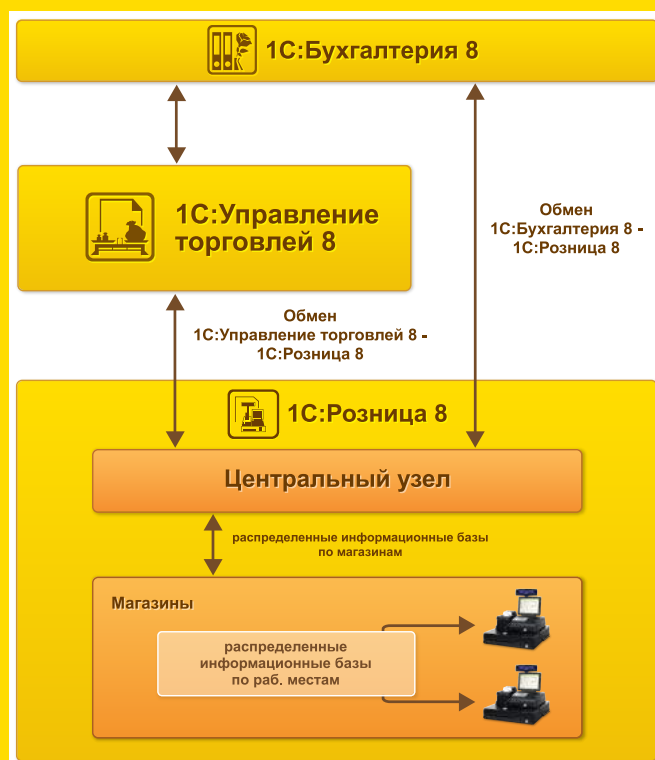 1С:Бухгалтерия 8
1С:Управление
торговлей 8
Обмен
1С:Бухгалтерия 8 -
1С:Розница 8
Обмен
1С:Управление торговлей 8 -
1С:Розница 8
1С:Розница 8
Центральный узел
распределенные информационные базы
по магазинам
Магазины
распределенные
информационные базы
по раб. местам